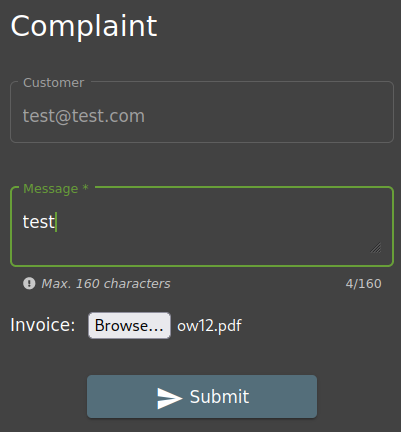 Complaint
Customer
test@test.com
Message *
test
Max. 160 characters 4/160
Invoice: Browse... ow12.pdf
Submit